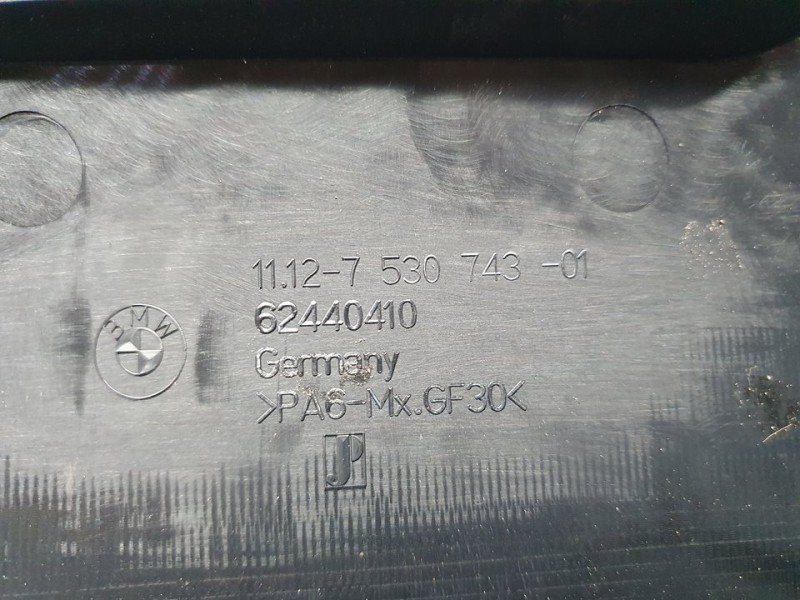 11.12-7 530 743 -01
BMW
62440410
Germany
>PA6-Mx.GF30<
JP